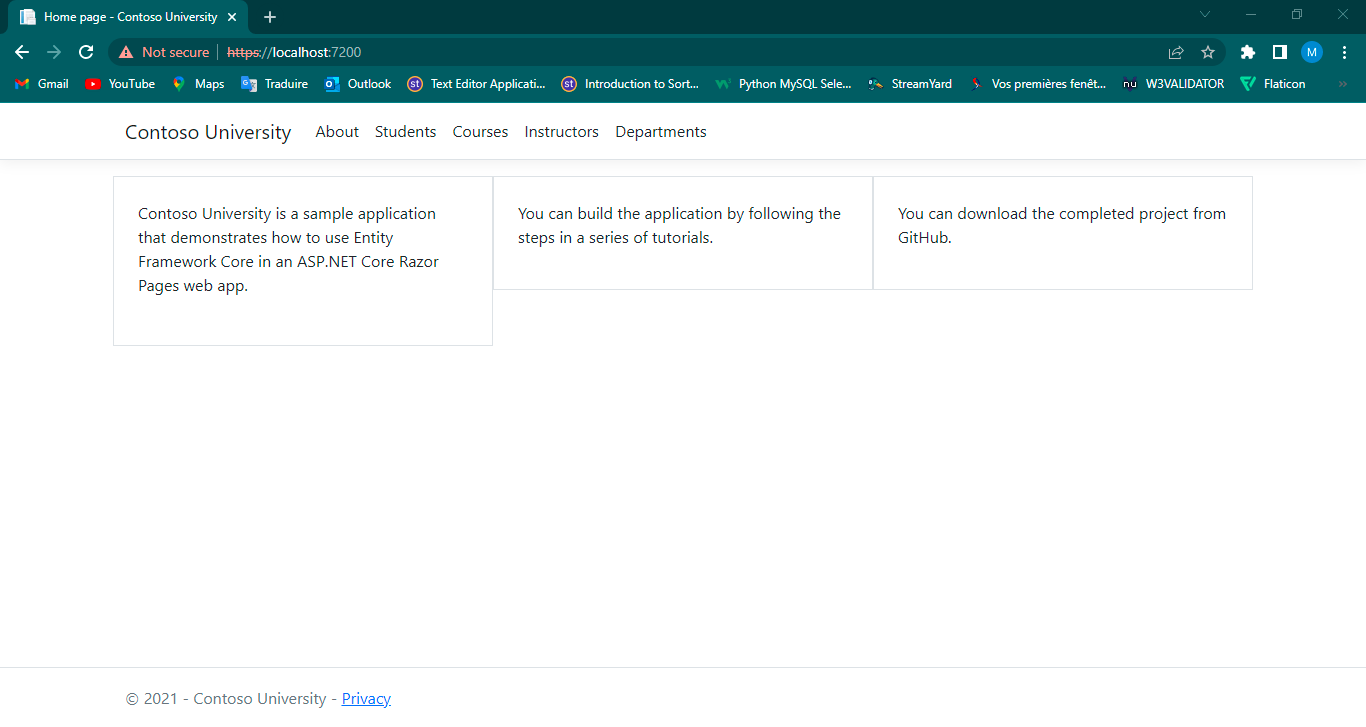 Home page - Contoso University
Not secure https://localhost:7200 M
Gmail YouTube Maps Traduire Outlook st Text Editor Applicati... st Introduction to Sort... Python MySQL Sele... StreamYard Vos premières fenêt... nu W3VALIDATOR Flaticon »
Contoso University About Students Courses Instructors Departments
Contoso University is a sample application
that demonstrates how to use Entity
Framework Core in an ASP.NET Core Razor
Pages web app.
You can build the application by following the
steps in a series of tutorials.
You can download the completed project from
GitHub.
© 2021 - Contoso University - Privacy